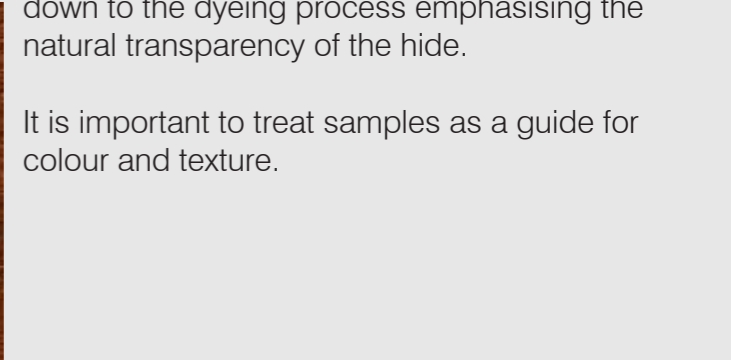 down to the dyeing process emphasising the
natural transparency of the hide.
It is important to treat samples as a guide for
colour and texture.